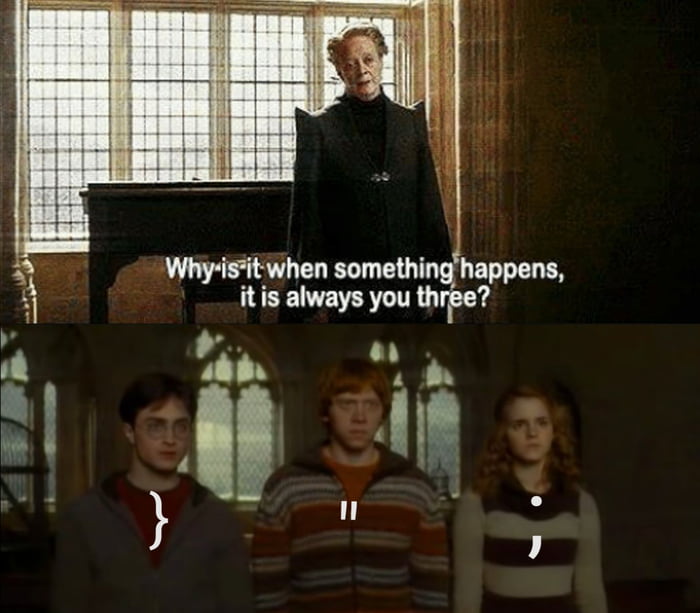 Why is it when something happens,
it is always you three?
} " ;